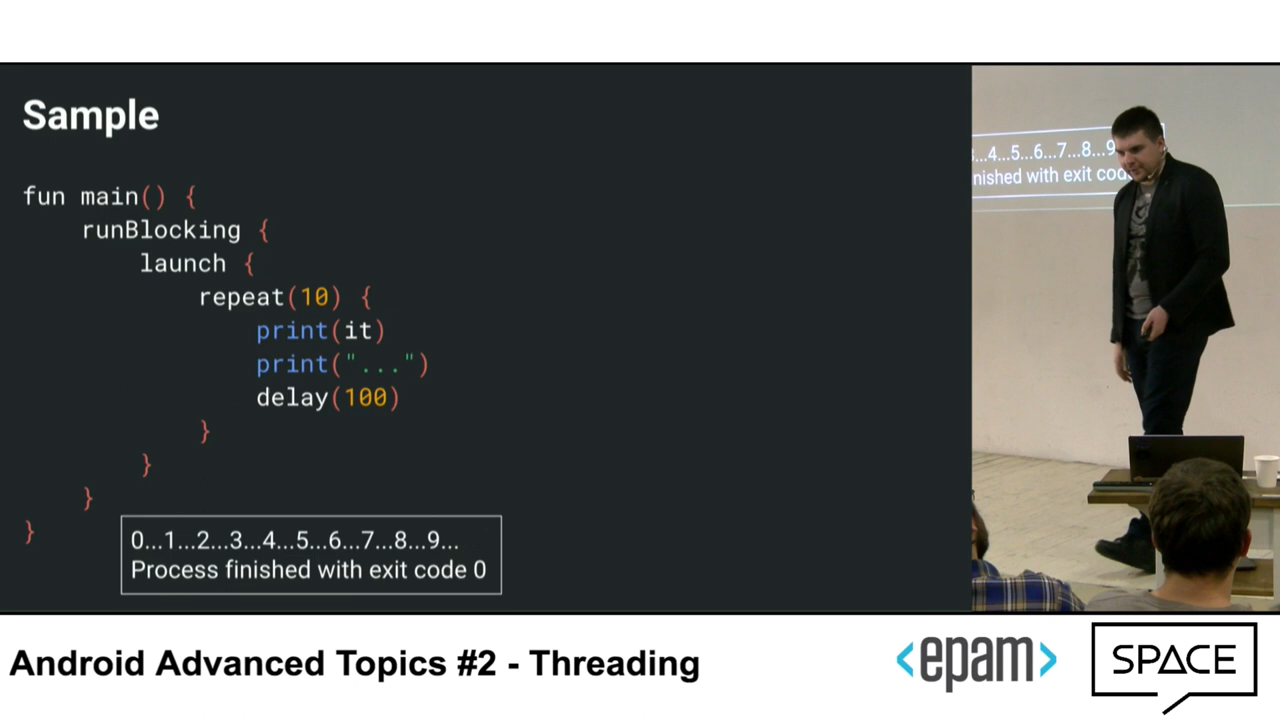 Sample
fun main() {
runBlocking {
launch {
repeat(10) {
print(it)
print("...")
delay(100)
}
}
}
}
0...1...2...3...4...5...6...7...8...9...
Process finished with exit code 0
...4...5...6...7...8...9
nished with exit cod
Android Advanced Topics #2 - Threading
<epam>
SPACE